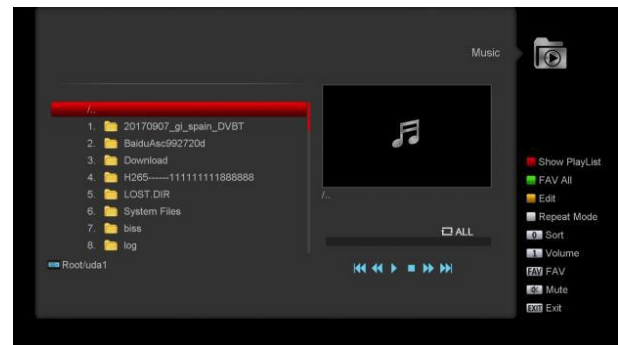 Music
/..
1. 20170907_gi_spain_DVBT
2. BaiduAsc992720d
3. Download
4. H265------111111111888888
5. LOST.DIR
6. System Files
7. biss
8. log
Root/uda1
/..
ALL
Show PlayList
FAV All
Edit
Repeat Mode
0 Sort
1 Volume
FAV FAV
Mute
EXIT Exit